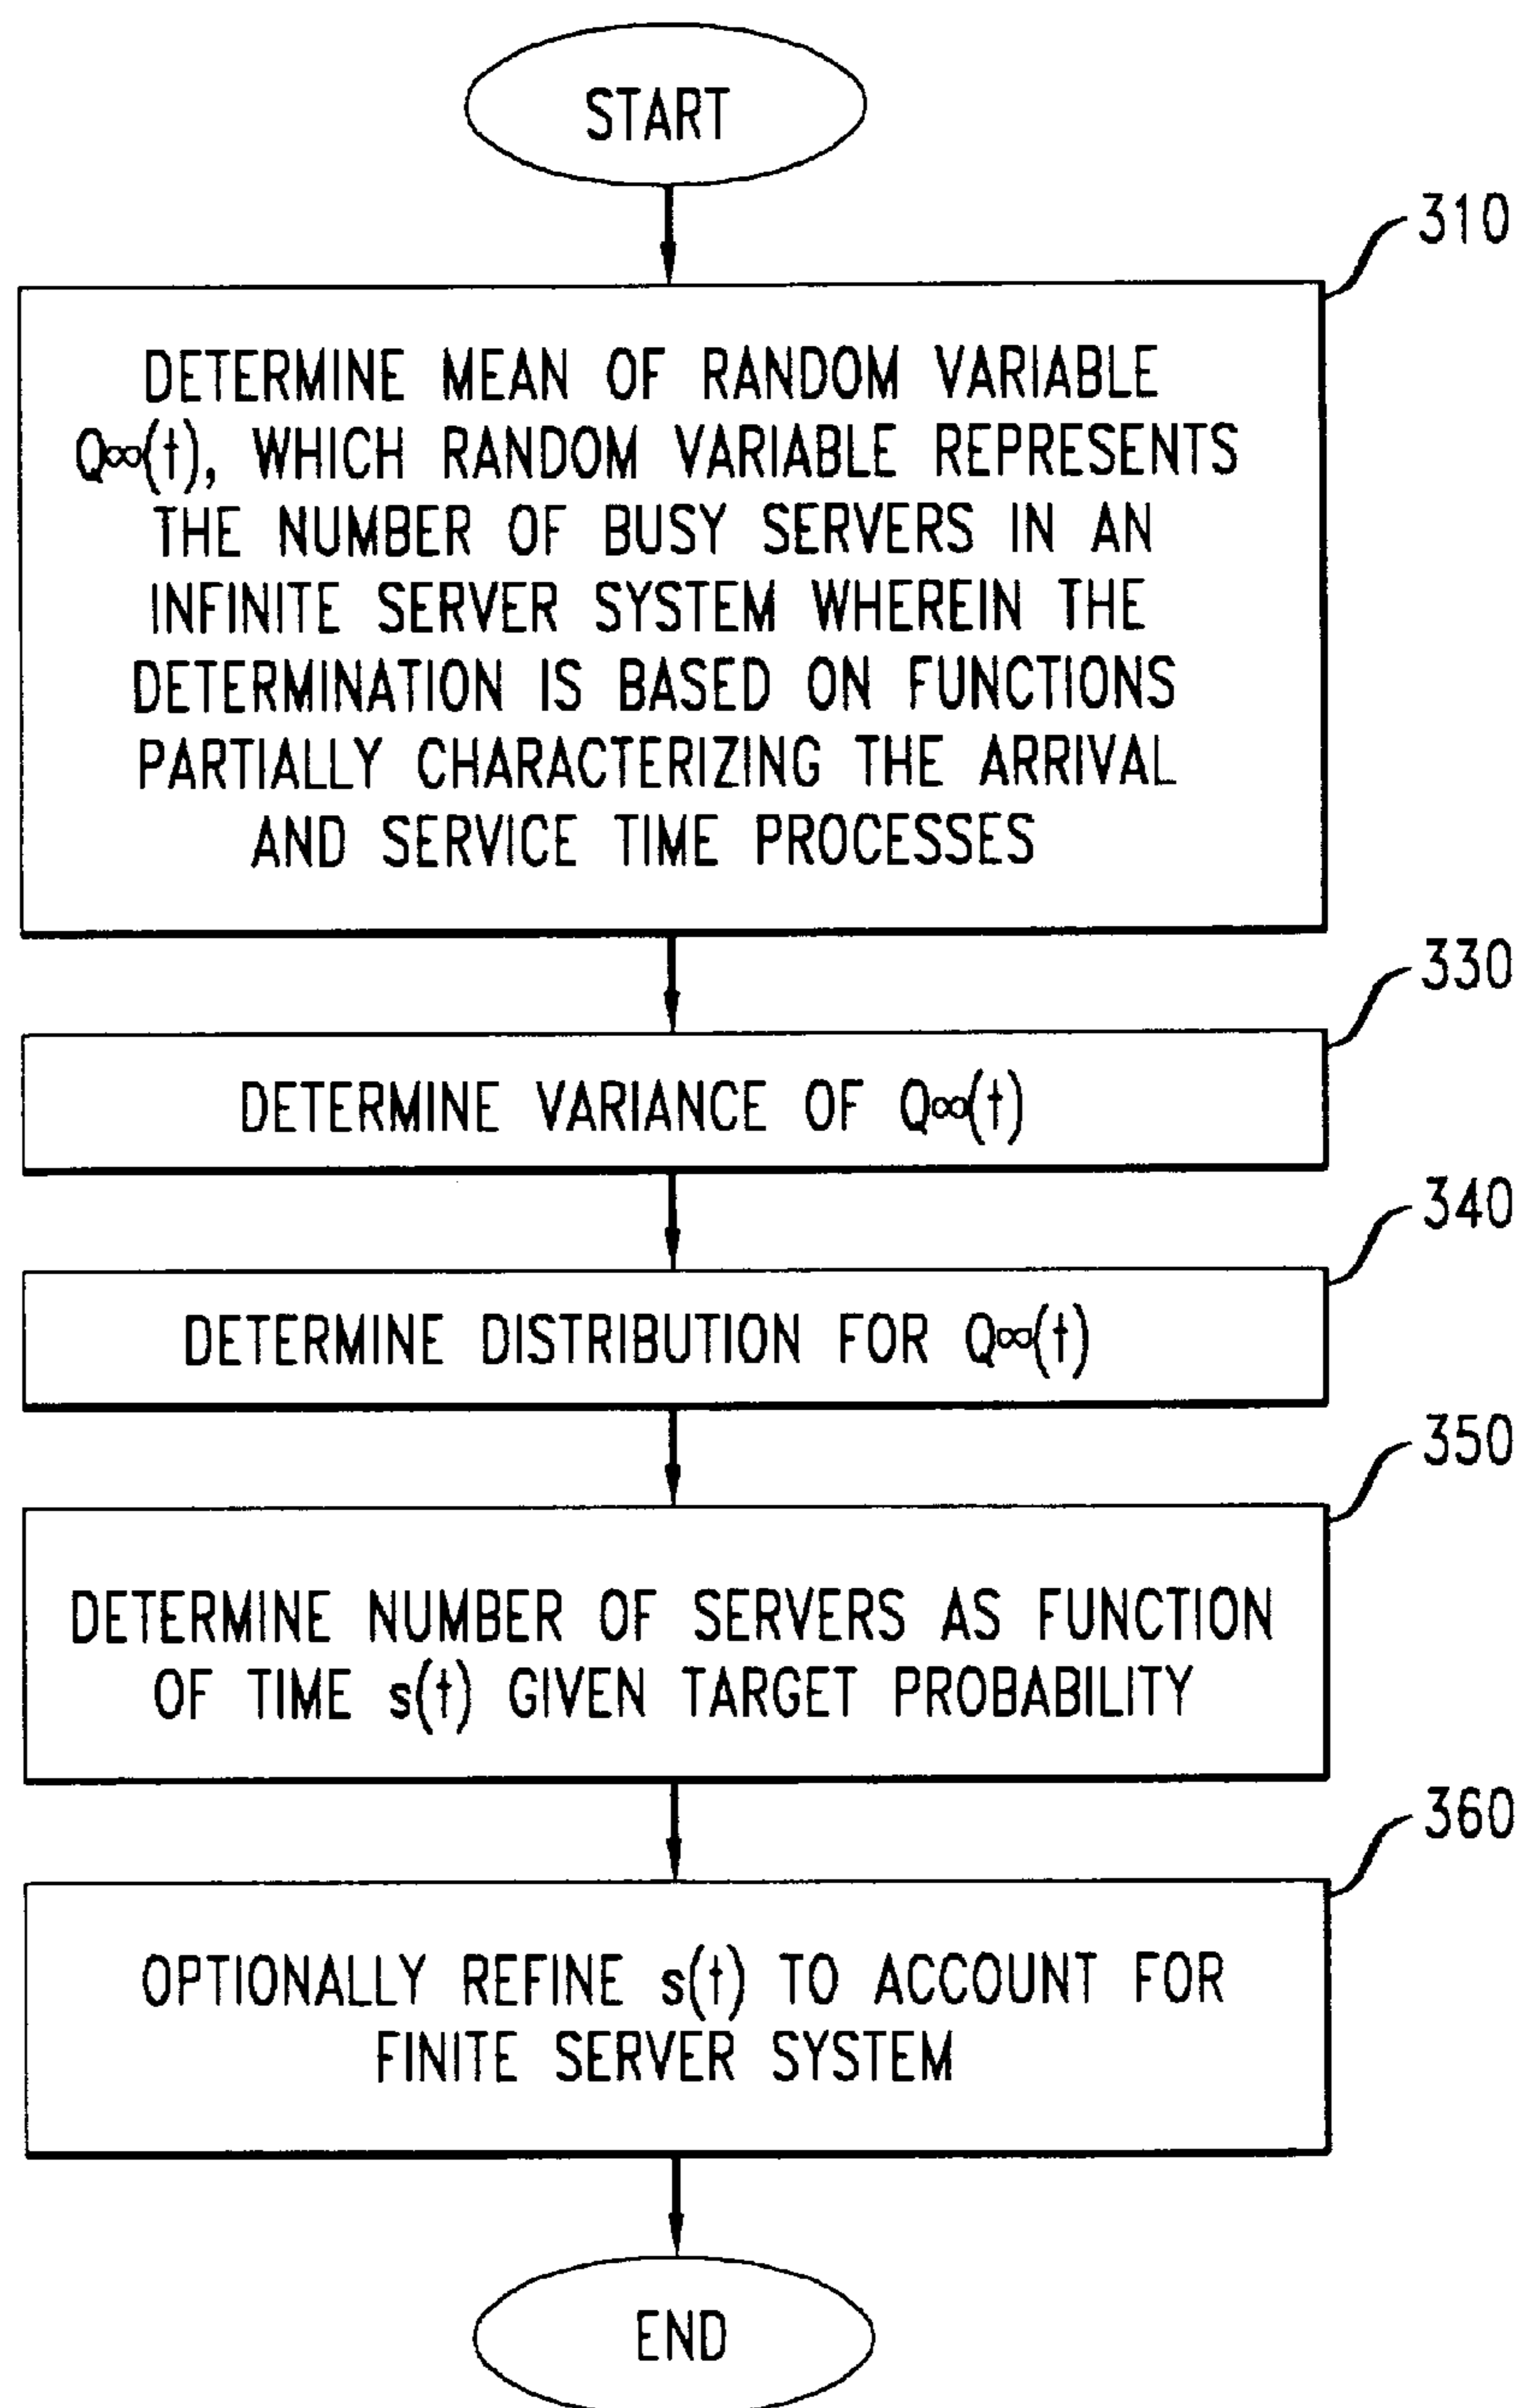 START
310
DETERMINE MEAN OF RANDOM VARIABLE
Q∞(t), WHICH RANDOM VARIABLE REPRESENTS
THE NUMBER OF BUSY SERVERS IN AN
INFINITE SERVER SYSTEM WHEREIN THE
DETERMINATION IS BASED ON FUNCTIONS
PARTIALLY CHARACTERIZING THE ARRIVAL
AND SERVICE TIME PROCESSES
330
DETERMINE VARIANCE OF Q∞(t)
340
DETERMINE DISTRIBUTION FOR Q∞(t)
350
DETERMINE NUMBER OF SERVERS AS FUNCTION
OF TIME s(t) GIVEN TARGET PROBABILITY
360
OPTIONALLY REFINE s(t) TO ACCOUNT FOR
FINITE SERVER SYSTEM
END